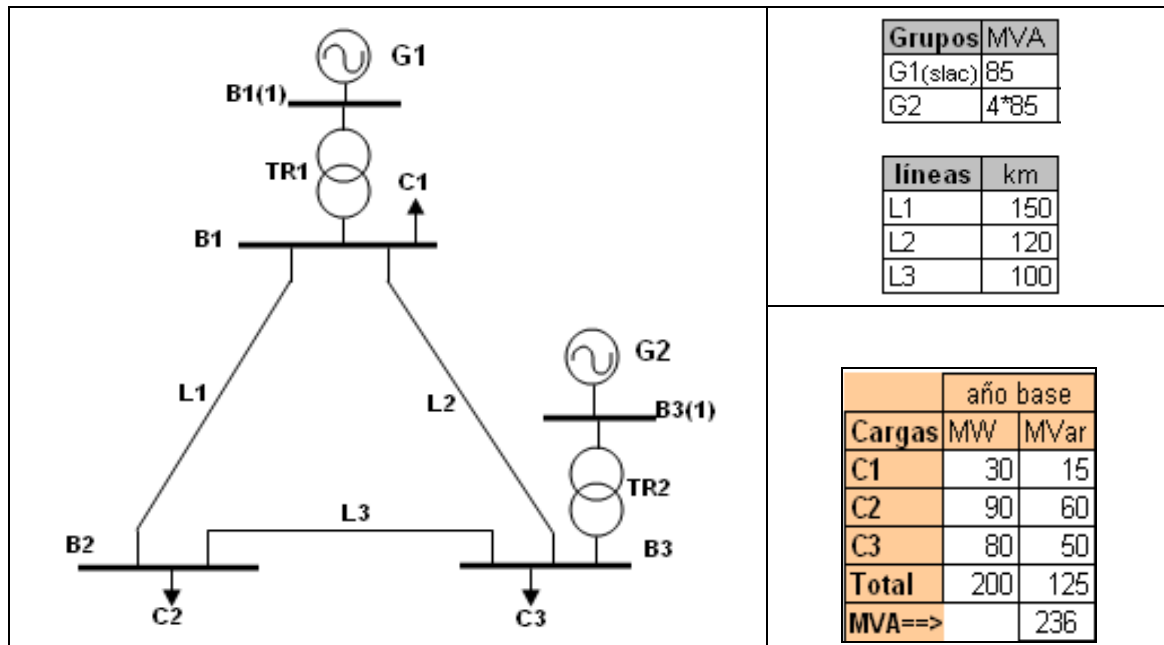 G1
B1(1)
TR1
C1
B1
G2
L1
L2
B3(1)
TR2
L3
B2
B3
C2
C3
Grupos MVA
G1(slac) 85
G2 4*85
líneas km
L1 150
L2 120
L3 100
año base
Cargas MW MVar
C1 30 15
C2 90 60
C3 80 50
Total 200 125
MVA==> 236